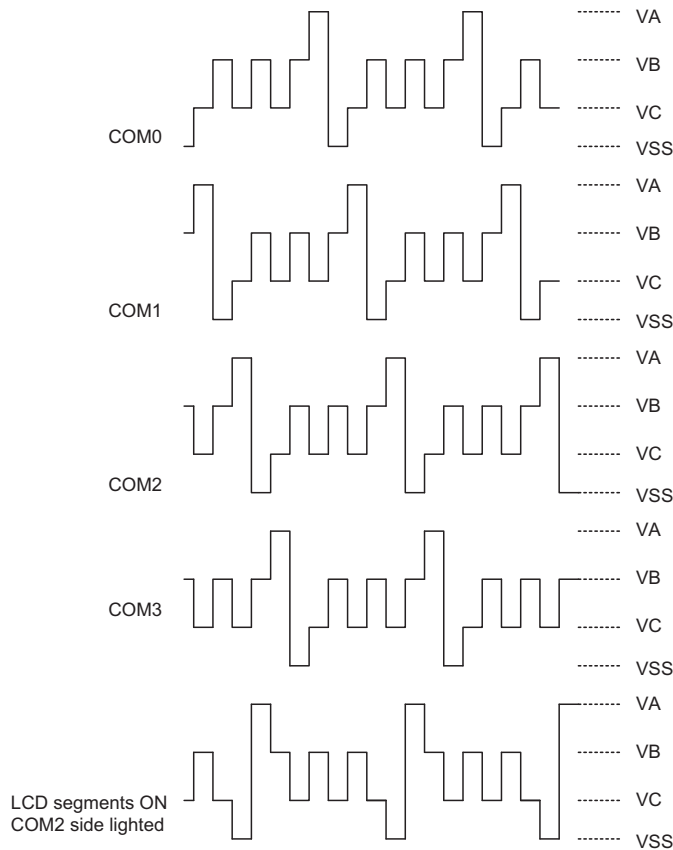 VA
VB
VC
COM0
VSS
VA
VB
VC
COM1
VSS
VA
VB
VC
COM2
VSS
VA
VB
COM3
VC
VSS
VA
VB
LCD segments ON
VC
COM2 side lighted
VSS